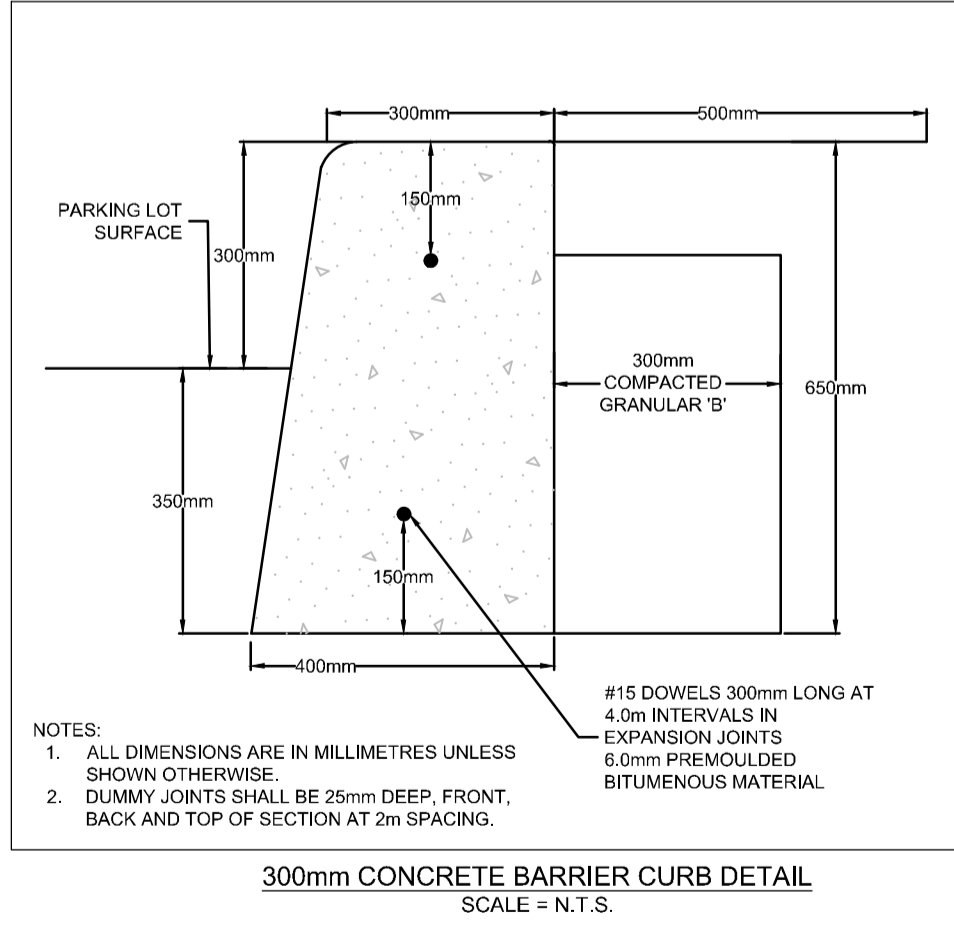 300mm
500mm
150mm
PARKING LOT
SURFACE
300mm
300mm
COMPACTED
GRANULAR 'B'
650mm
350mm
150mm
400mm
#15 DOWELS 300mm LONG AT
4.0m INTERVALS IN
EXPANSION JOINTS
6.0mm PREMOULDED
BITUMENOUS MATERIAL
NOTES:
1. ALL DIMENSIONS ARE IN MILLIMETRES UNLESS
SHOWN OTHERWISE.
2. DUMMY JOINTS SHALL BE 25mm DEEP, FRONT,
BACK AND TOP OF SECTION AT 2m SPACING.
300mm CONCRETE BARRIER CURB DETAIL
SCALE = N.T.S.